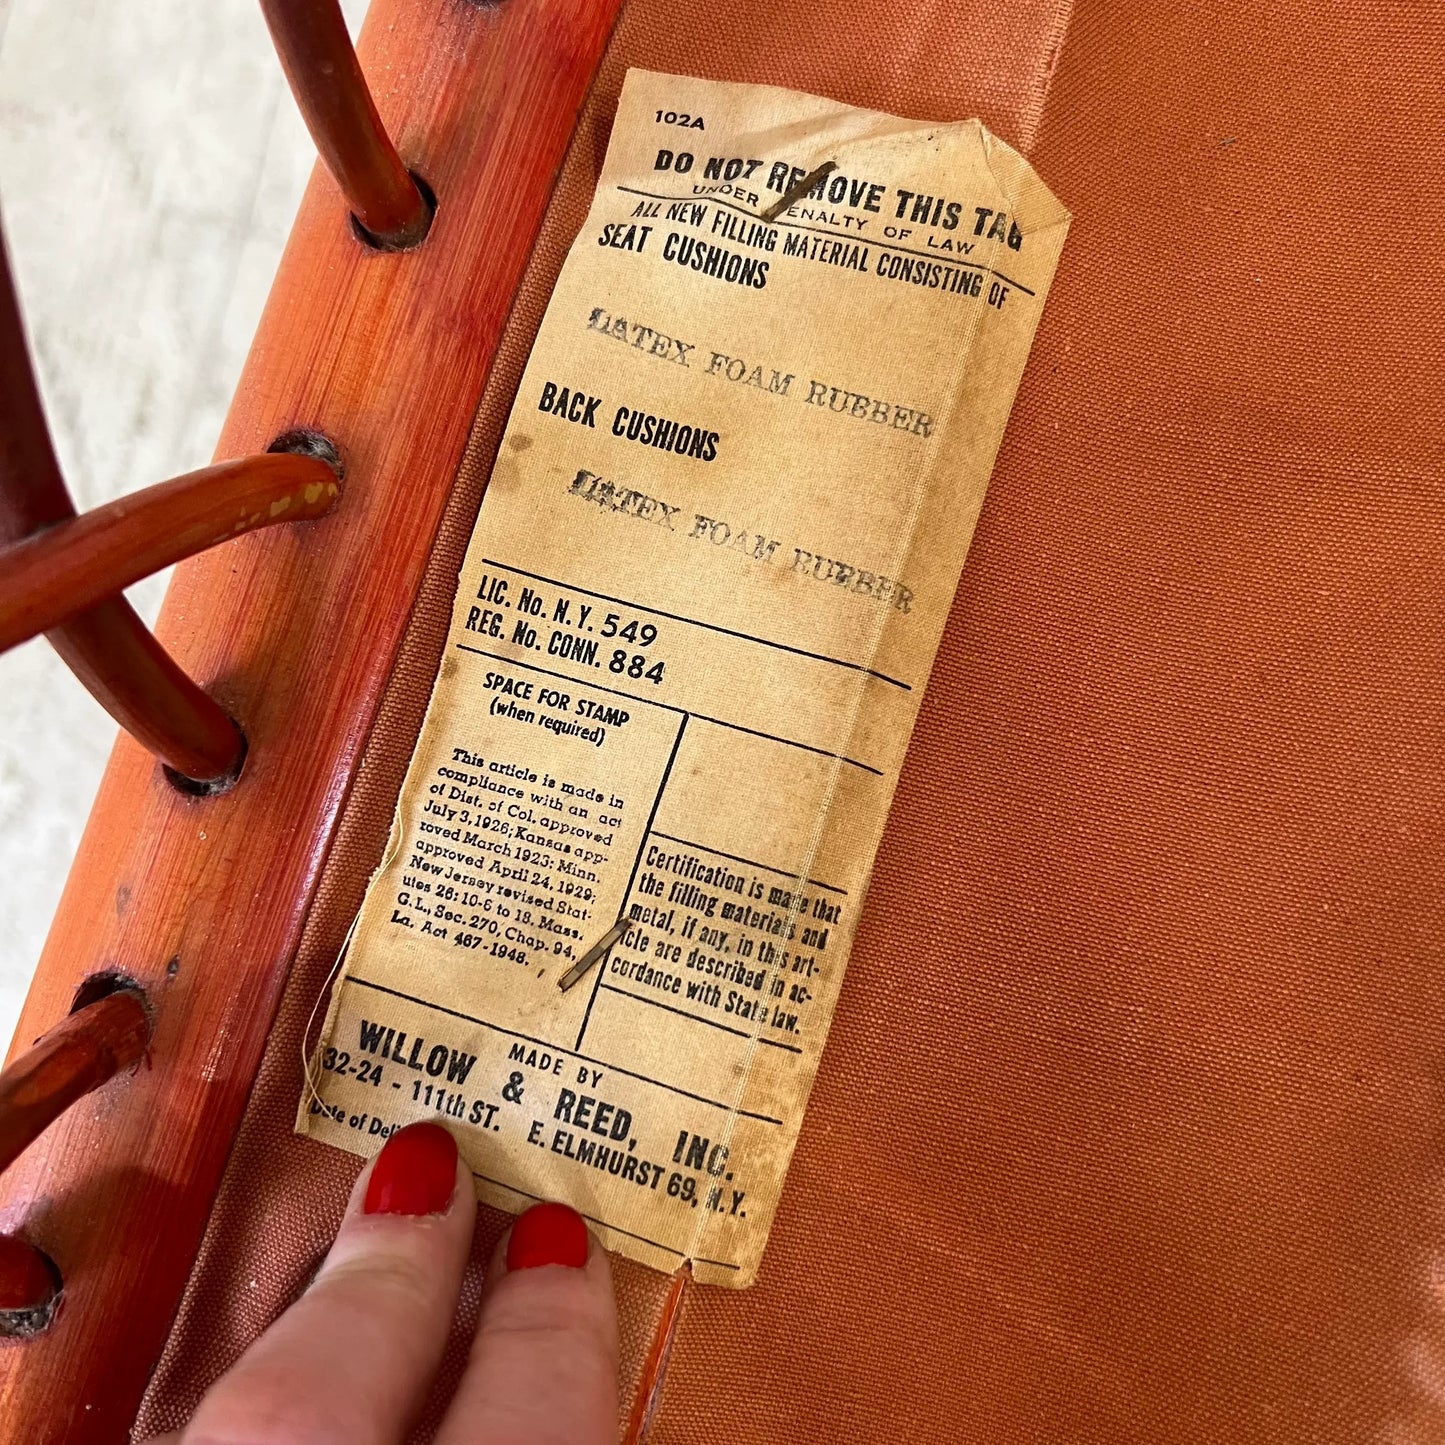 102A
DO NOT REMOVE THIS TAG
UNDER PENALTY OF LAW
ALL NEW FILLING MATERIAL CONSISTING OF
SEAT CUSHIONS
LATEX FOAM RUBBER
BACK CUSHIONS
LATEX FOAM RUBBER
LIC. No. N.Y. 549
REG. No. CONN. 884
SPACE FOR STAMP
(when required)
This article is made in
compliance with an act
of Dist. of Col. approved
July 3, 1926; Kansas app-
roved March 1923; Minn.
approved April 24, 1929;
New Jersey revised Stat-
utes 26: 10-6 to 18. Mass.
G.L., Sec. 270, Chap. 94,
La. Act 467-1948.
Certification is made that
the filling materials and
metal, if any, in this art-
icle are described in ac-
cordance with State law.
MADE BY
WILLOW & REED, INC.
32-24 - 111th ST. E. ELMHURST 69, N.Y.
Date of